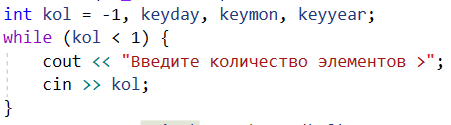 int kol = -1, keyday, keymon, keyyear;
while (kol < 1) {
cout << "Введите количество элементов >";
cin >> kol;
}